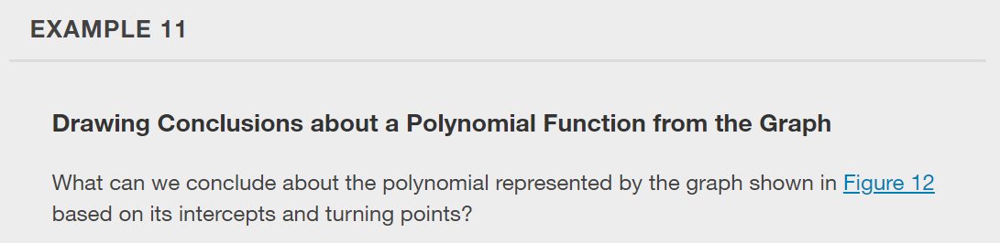 EXAMPLE 11
Drawing Conclusions about a Polynomial Function from the Graph
What can we conclude about the polynomial represented by the graph shown in Figure 12
based on its intercepts and turning points?